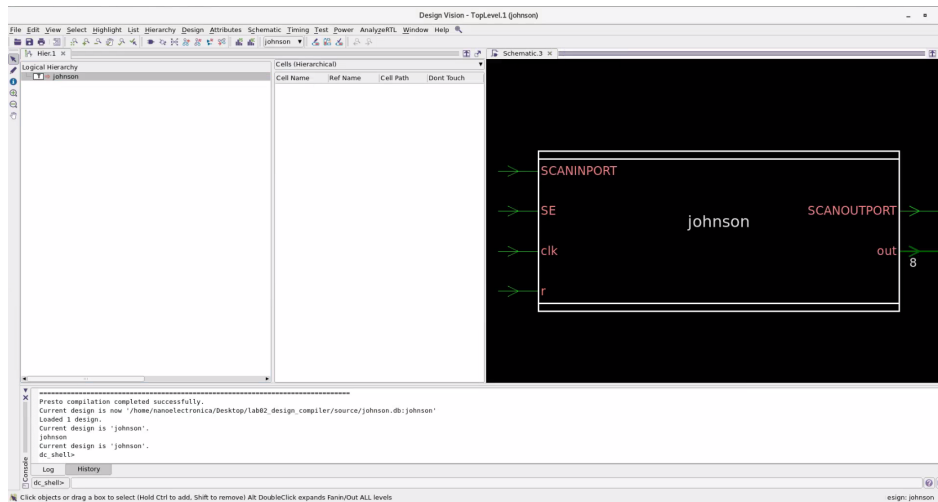 Design Vision - TopLevel.1 (johnson)
File Edit View Select Highlight List Hierarchy Design Attributes Schematic Timing Test Power AnalyzeRTL Window Help
johnson
Hier.1
Schematic.3
Logical Hierarchy
johnson
Cells (Hierarchical)
Cell Name Ref Name Cell Path Dont Touch
SCANINPORT
SE
SCANOUTPORT
johnson
clk
out
8
r
================================================================================
Presto compilation completed successfully.
Current design is now '/home/nanoelectronica/Desktop/lab02_design_compiler/source/johnson.db:johnson'
Loaded 1 design.
Current design is 'johnson'.
johnson
Current design is 'johnson'.
dc_shell>
Console
Log History
dc_shell>
Click objects or drag a box to select (Hold Ctrl to add, Shift to remove) Alt DoubleClick expands Fanin/Out ALL levels
esign: johnson